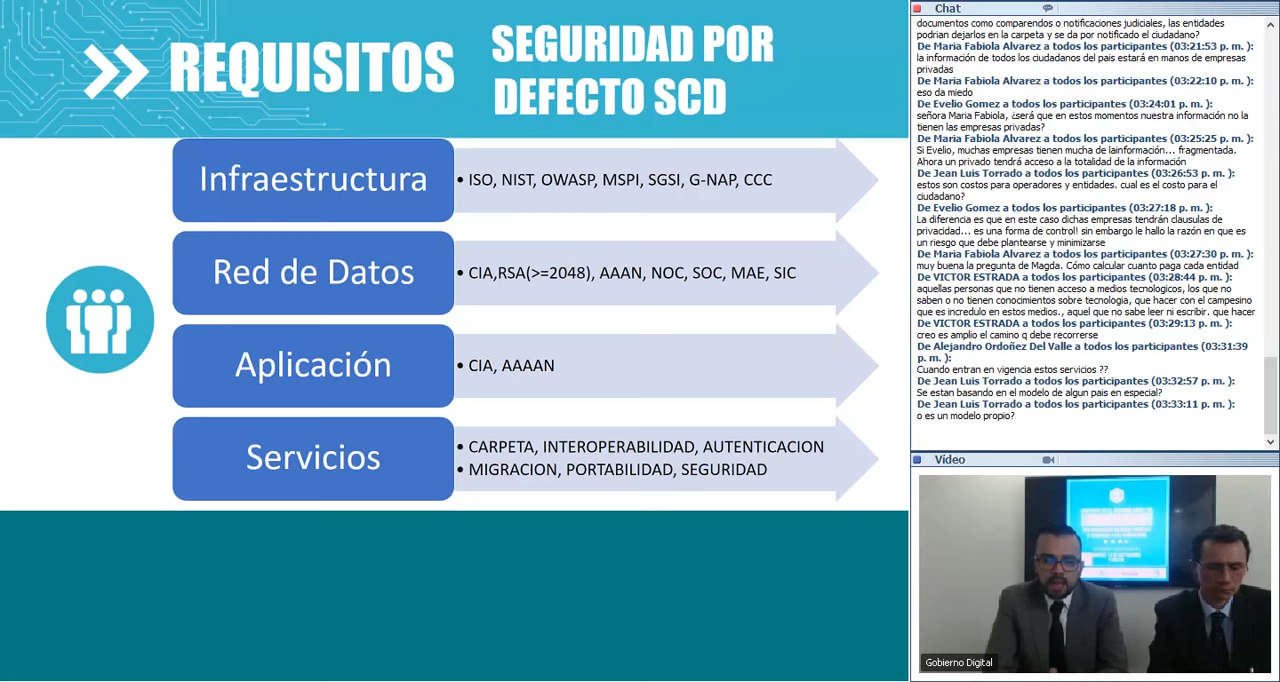 REQUISITOS
SEGURIDAD POR
DEFECTO SCD
Infraestructura
• ISO, NIST, OWASP, MSPI, SGSI, G-NAP, CCC
Red de Datos
• CIA,RSA(>=2048), AAAN, NOC, SOC, MAE, SIC
Aplicación
• CIA, AAAAN
Servicios
• CARPETA, INTEROPERABILIDAD, AUTENTICACION
• MIGRACION, PORTABILIDAD, SEGURIDAD
Chat
documentos como comparendos o notificaciones judiciales, las entidades
podrian dejarlos en la carpeta y se da por notificado el ciudadano?
De Maria Fabiola Alvarez a todos los participantes (03:21:53 p. m. ):
la información de todos los ciudadanos del pais estará en manos de empresas
privadas
De Maria Fabiola Alvarez a todos los participantes (03:22:10 p. m. ):
eso da miedo
De Evelio Gomez a todos los participantes (03:24:01 p. m. ):
señora Maria Fabiola, ¿será que en estos momentos nuestra información no la
tienen las empresas privadas?
De Maria Fabiola Alvarez a todos los participantes (03:25:25 p. m. ):
Si Evelio, muchas empresas tienen mucha de lainformación... fragmentada.
Ahora un privado tendrá acceso a la totalidad de la información
De Jean Luis Torrado a todos los participantes (03:26:53 p. m. ):
estos son costos para operadores y entidades. cual es el costo para el
ciudadano?
De Evelio Gomez a todos los participantes (03:27:18 p. m. ):
La diferencia es que en este caso dichas empresas tendrán clausulas de
privacidad... es una forma de control! sin embargo le hallo la razón en que es
un riesgo que debe plantearse y minimizarse
De Maria Fabiola Alvarez a todos los participantes (03:27:30 p. m. ):
muy buena la pregunta de Magda. Cómo calcular cuanto paga cada entidad
De VICTOR ESTRADA a todos los participantes (03:28:44 p. m. ):
aquellas personas que no tienen acceso a medios tecnologicos, los que no
saben o no tienen conocimientos sobre tecnologia, que hacer con el campesino
que es incredulo en estos medios., aquel que no sabe leer ni escribir. que hacer
De VICTOR ESTRADA a todos los participantes (03:29:13 p. m. ):
creo es amplio el camino q debe recorrerse
De Alejandro Ordoñez Del Valle a todos los participantes (03:31:39
p. m. ):
Cuando entran en vigencia estos servicios ??
De Jean Luis Torrado a todos los participantes (03:32:57 p. m. ):
Se estan basando en el modelo de algun pais en especial?
De Jean Luis Torrado a todos los participantes (03:33:11 p. m. ):
o es un modelo propio?
Vídeo
Gobierno Digital